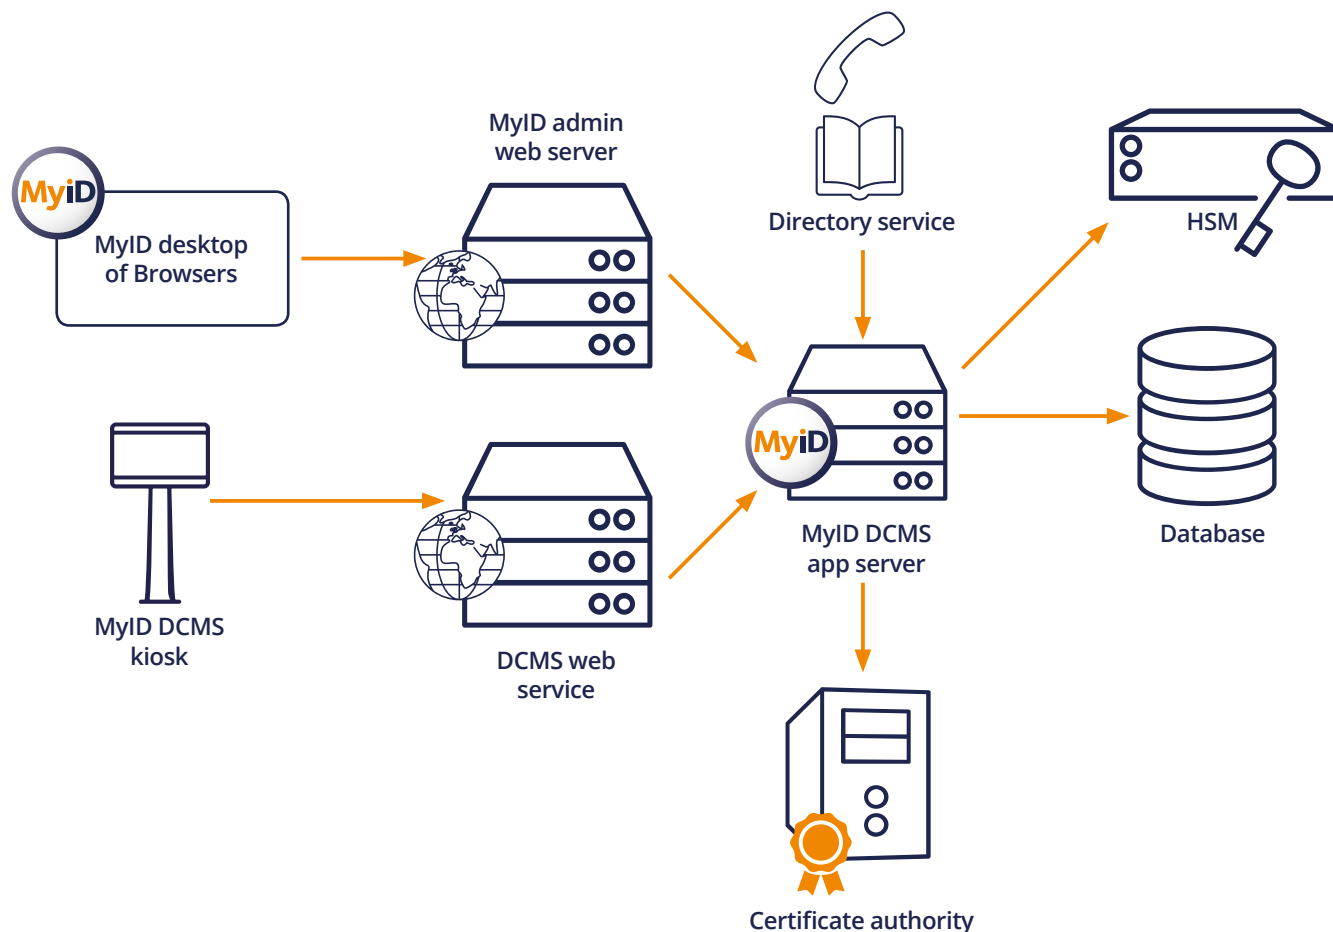 MyID admin
web server
MyiD
MyID desktop
of Browsers
Directory service
HSM
MyiD
MyID DCMS
app server
Database
MyID DCMS
kiosk
DCMS web
service
Certificate authority